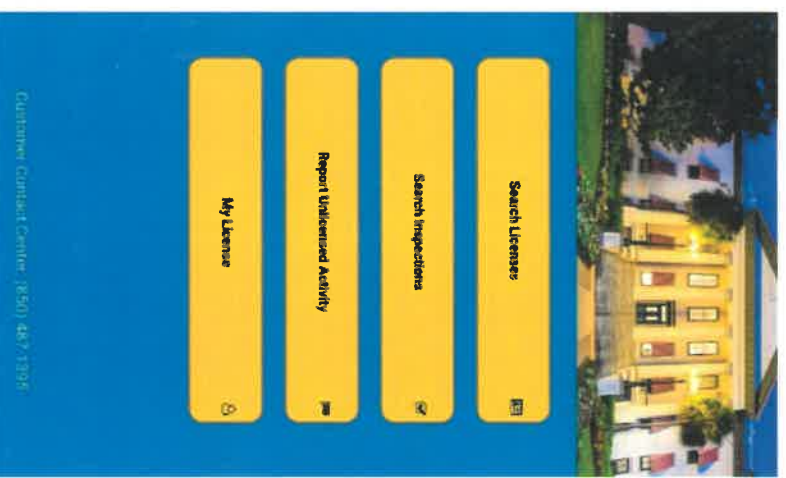 Search Licenses
Search Inspections
Report Unlicensed Activity
My License
Customer Contact Center: (850) 487-1395